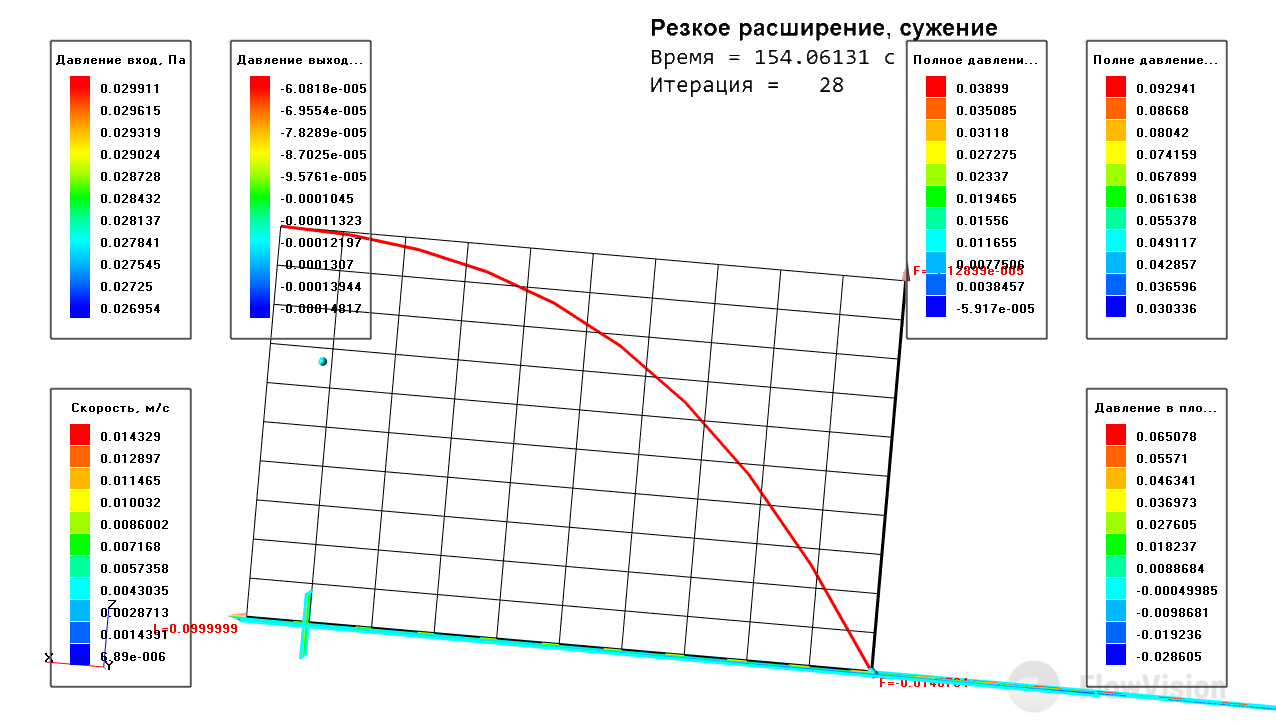 Резкое расширение, сужение
Время = 154.06131 с
Итерация = 28
Давление вход, Па
0.029911
0.029615
0.029319
0.029024
0.028728
0.028432
0.028137
0.027841
0.027545
0.02725
0.026954
Давление выход...
-6.0818e-005
-6.9554e-005
-7.8289e-005
-8.7025e-005
-9.5761e-005
-0.0001045
-0.00011323
-0.00012197
-0.0001307
-0.00013944
-0.00014817
Полное давлени...
0.03899
0.035085
0.03118
0.027275
0.02337
0.019465
0.01556
0.011655
0.0077506
0.0038457
-5.917e-005
Полне давление...
0.092941
0.08668
0.08042
0.074159
0.067899
0.061638
0.055378
0.049117
0.042857
0.036596
0.030336
Скорость, м/с
0.014329
0.012897
0.011465
0.010032
0.0086002
0.007168
0.0057358
0.0043035
0.0028713
0.0014391
6.89e-006
Z
X
Y
L=0.0999999
Давление в пло...
0.065078
0.05571
0.046341
0.036973
0.027605
0.018237
0.0088684
-0.00049985
-0.0098681
-0.019236
-0.028605
FlowVision